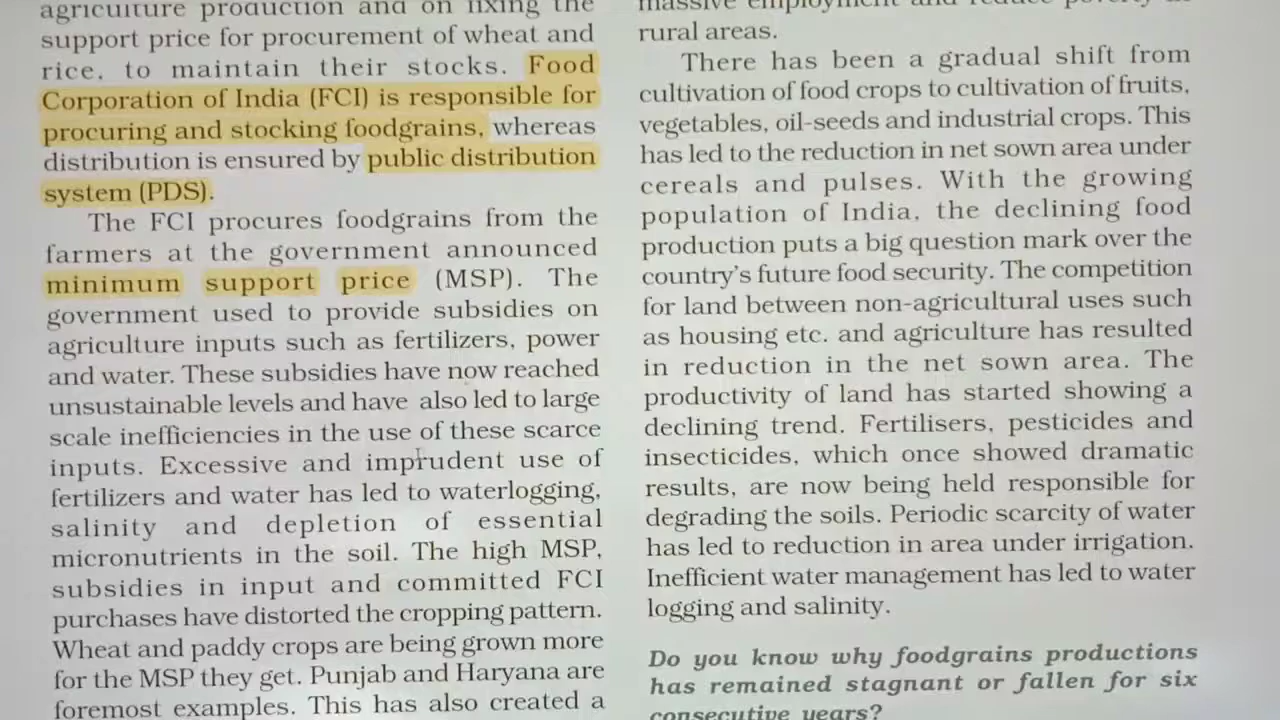 agriculture production and on fixing the
support price for procurement of wheat and
rice, to maintain their stocks. Food
Corporation of India (FCI) is responsible for
procuring and stocking foodgrains, whereas
distribution is ensured by public distribution
system (PDS).
The FCI procures foodgrains from the
farmers at the government announced
minimum support price (MSP). The
government used to provide subsidies on
agriculture inputs such as fertilizers, power
and water. These subsidies have now reached
unsustainable levels and have also led to large
scale inefficiencies in the use of these scarce
inputs. Excessive and imprudent use of
fertilizers and water has led to waterlogging,
salinity and depletion of essential
micronutrients in the soil. The high MSP,
subsidies in input and committed FCI
purchases have distorted the cropping pattern.
Wheat and paddy crops are being grown more
for the MSP they get. Punjab and Haryana are
foremost examples. This has also created a
massive employment and reduce poverty
rural areas.
There has been a gradual shift from
cultivation of food crops to cultivation of fruits,
vegetables, oil-seeds and industrial crops. This
has led to the reduction in net sown area under
cereals and pulses. With the growing
population of India, the declining food
production puts a big question mark over the
country's future food security. The competition
for land between non-agricultural uses such
as housing etc. and agriculture has resulted
in reduction in the net sown area. The
productivity of land has started showing a
declining trend. Fertilisers, pesticides and
insecticides, which once showed dramatic
results, are now being held responsible for
degrading the soils. Periodic scarcity of water
has led to reduction in area under irrigation.
Inefficient water management has led to water
logging and salinity.
Do you know why foodgrains productions
has remained stagnant or fallen for six
consecutive years?